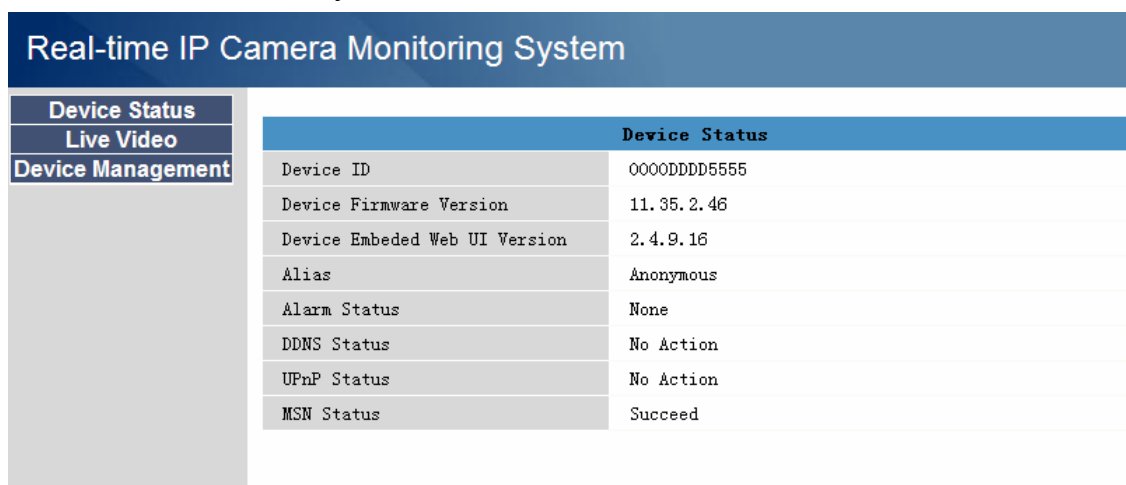 Real-time IP Camera Monitoring System
Device Status
Live Video
Device Management
Device Status
Device ID 0000DDDD5555
Device Firmware Version 11.35.2.46
Device Embeded Web UI Version 2.4.9.16
Alias Anonymous
Alarm Status None
DDNS Status No Action
UPnP Status No Action
MSN Status Succeed